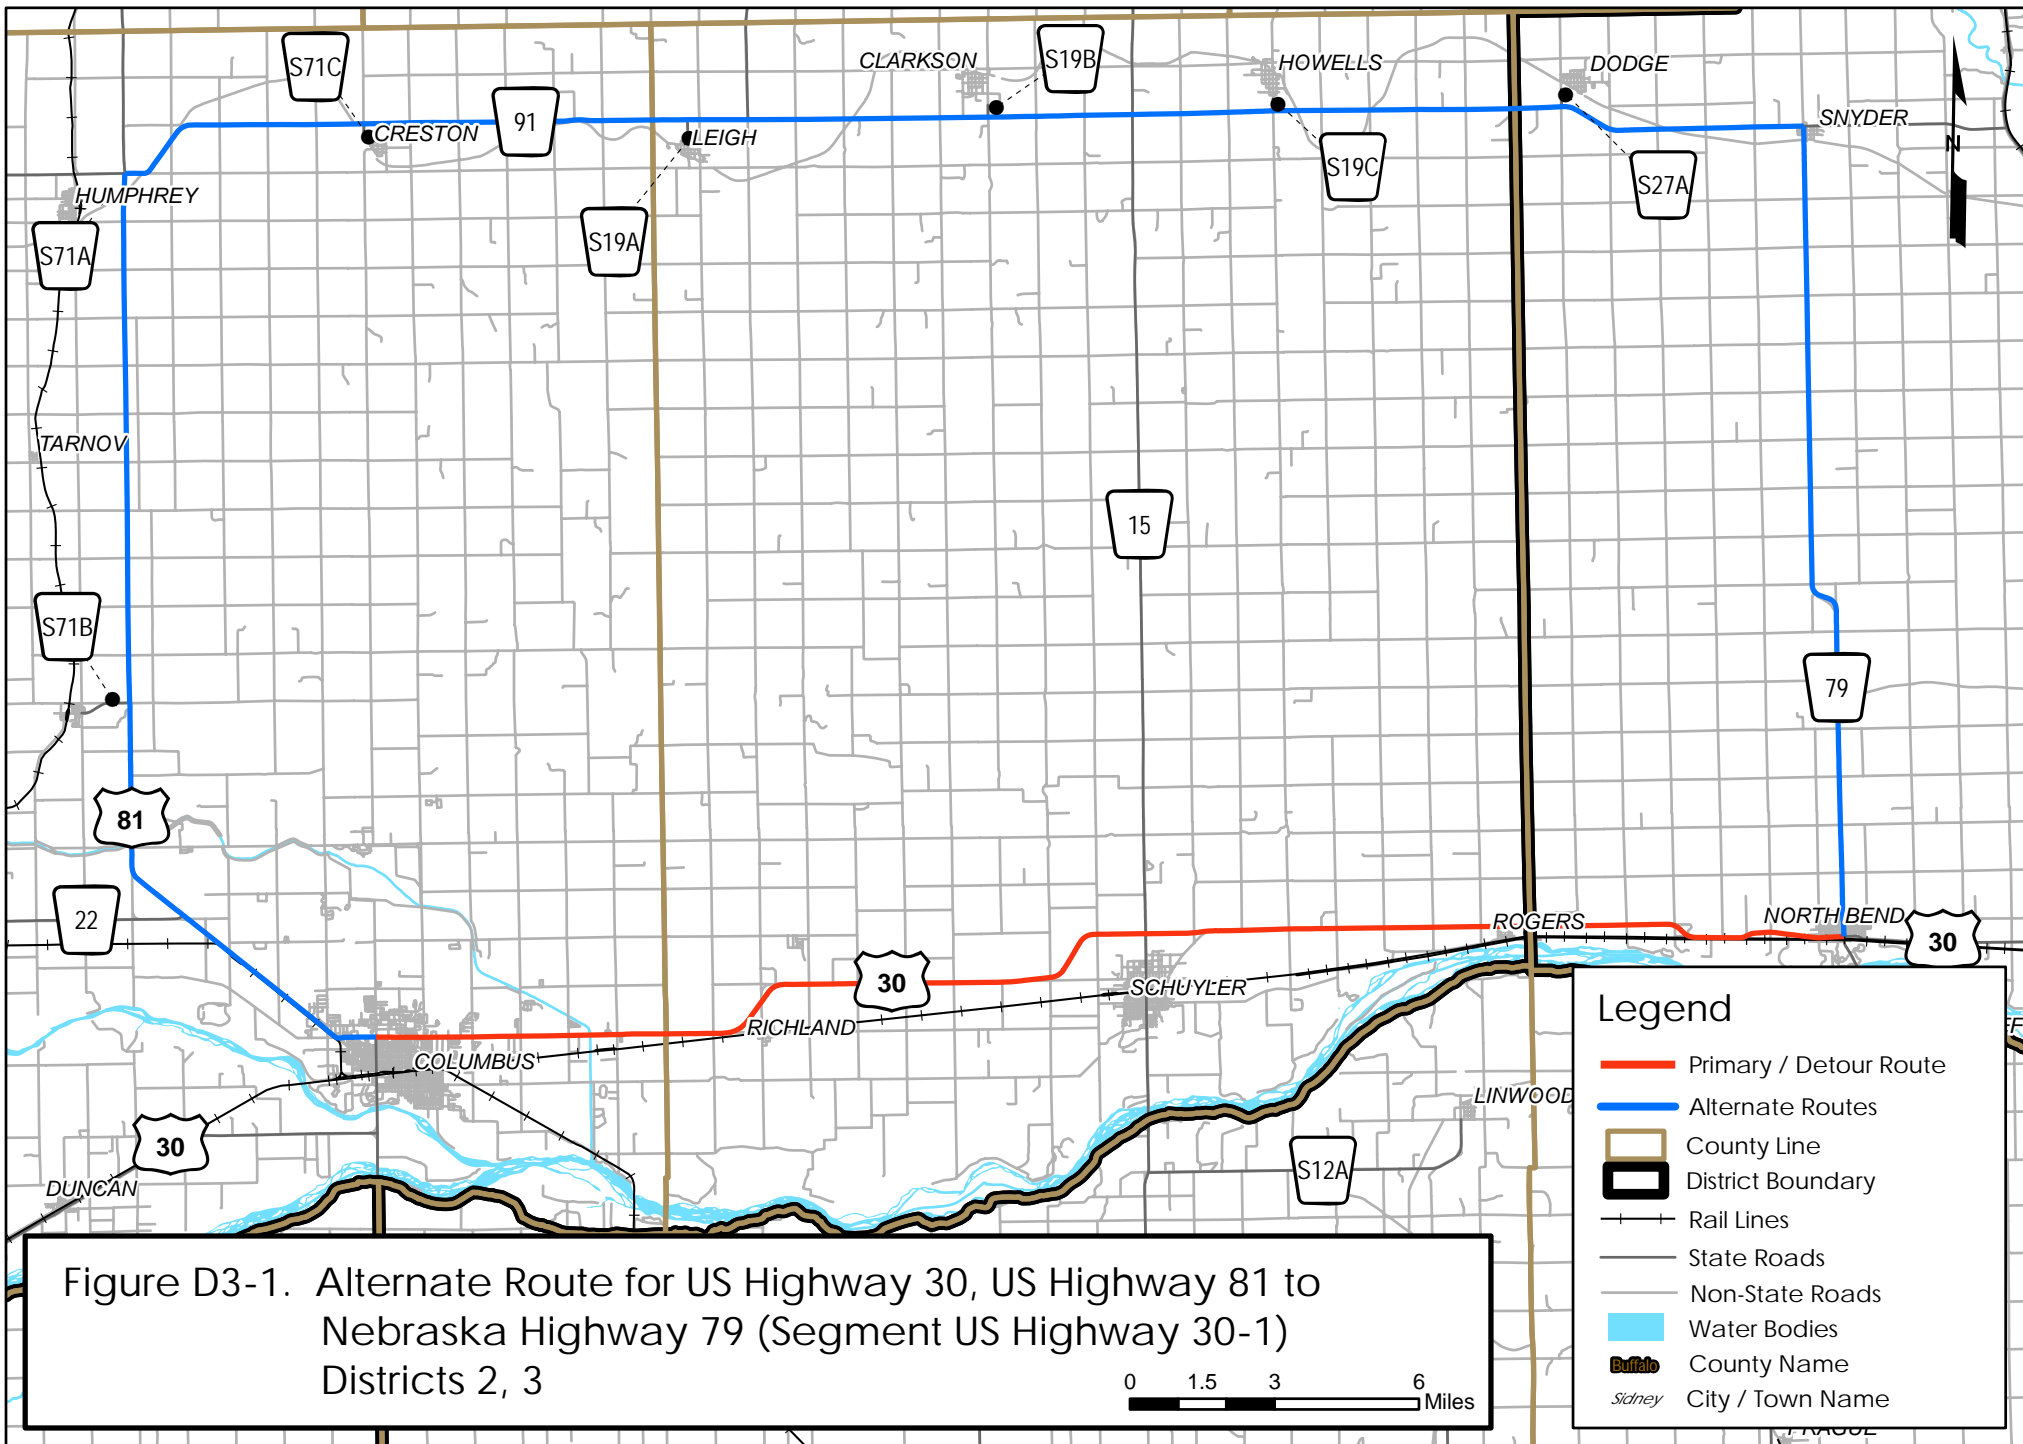 S71C
CLARKSON
S19B
HOWELLS
DODGE
91
CRESTON
LEIGH
SNYDER
N
S19C
S27A
HUMPHREY
S71A
S19A
TARNOV
15
S71B
79
81
22
ROGERS
NORTH BEND
30
30
SCHUYLER
RICHLAND
COLUMBUS
LINWOOD
30
S12A
DUNCAN
Legend
Primary / Detour Route
Alternate Routes
County Line
District Boundary
Rail Lines
State Roads
Non-State Roads
Water Bodies
Buffalo County Name
Sidney City / Town Name
Figure D3-1. Alternate Route for US Highway 30, US Highway 81 to
Nebraska Highway 79 (Segment US Highway 30-1)
Districts 2, 3
0 1.5 3 6
Miles